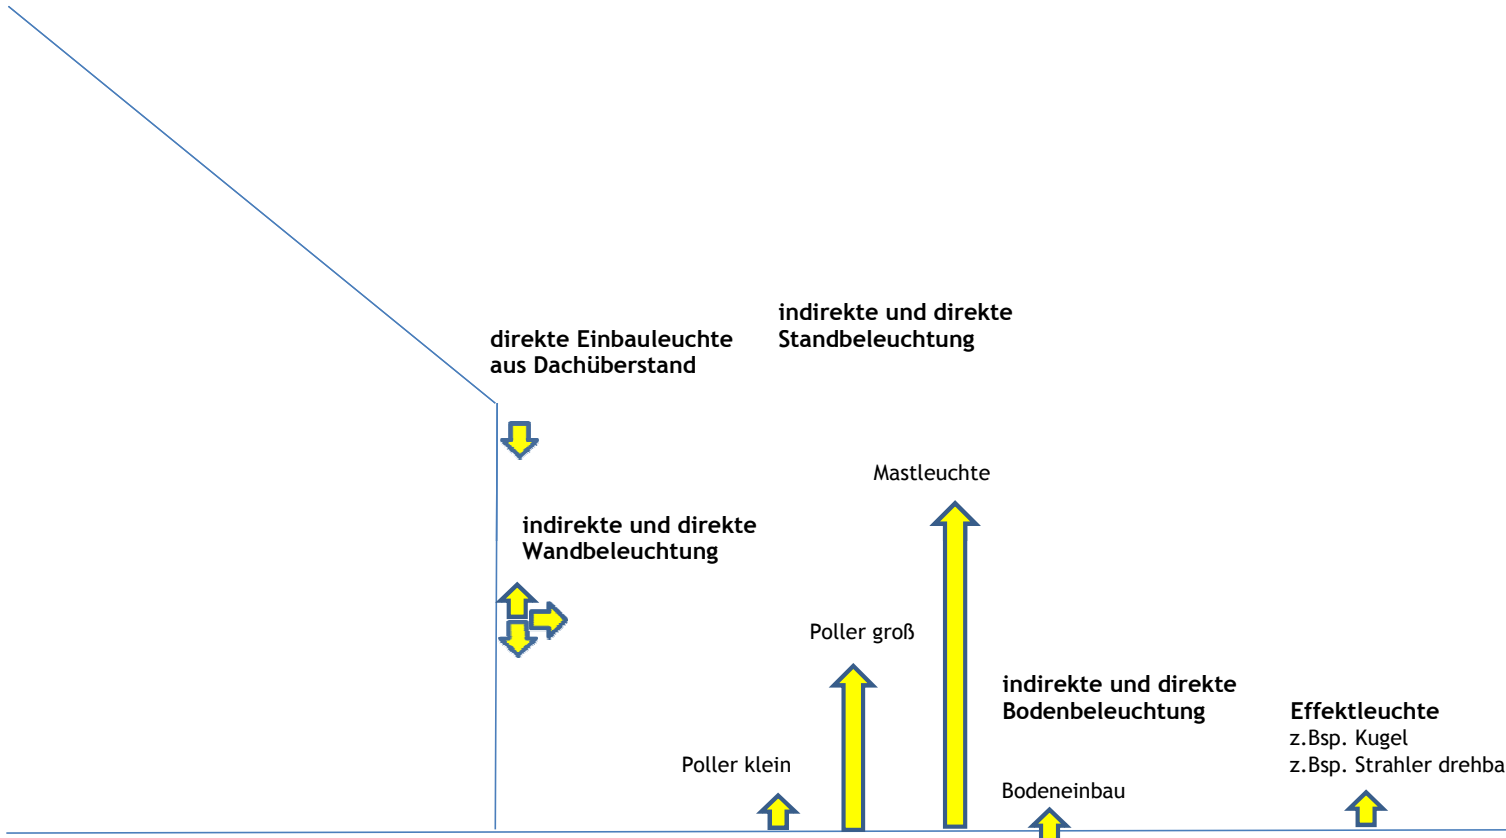 indirekte und direkte
Standbeleuchtung
direkte Einbauleuchte
aus Dachüberstand
Mastleuchte
indirekte und direkte
Wandbeleuchtung
Poller groß
indirekte und direkte
Bodenbeleuchtung
Effektleuchte
z.Bsp. Kugel
z.Bsp. Strahler drehba
Poller klein
Bodeneinbau